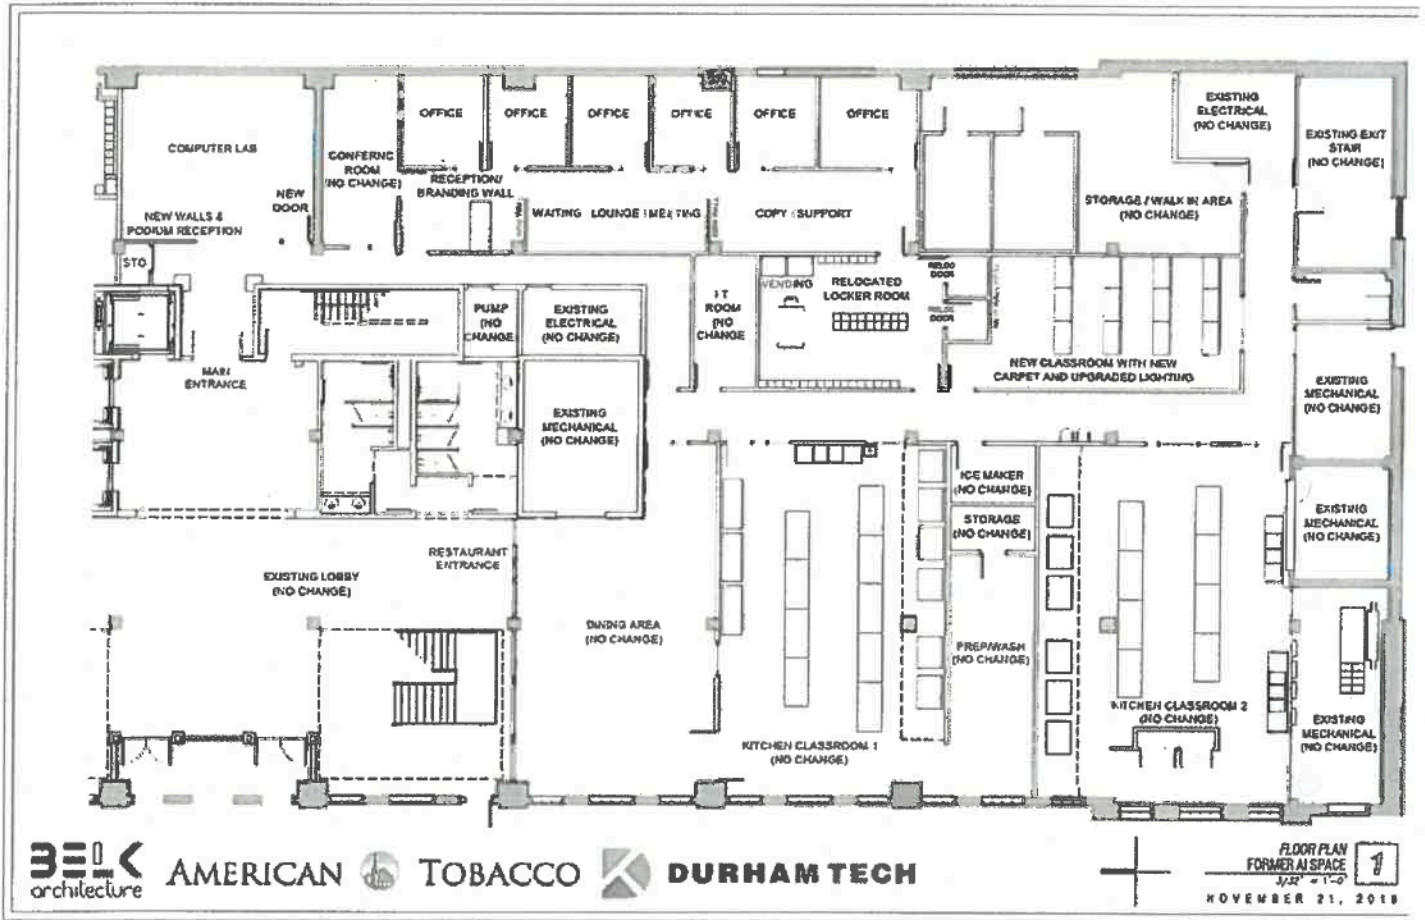 OFFICE
OFFICE
OFFICE
OFFICE
OFFICE
OFFICE
EXISTING
ELECTRICAL
(NO CHANGE)
EXISTING EXIT
STAIR
(NO CHANGE)
COMPUTER LAB
CONFERNC
ROOM
(NO CHANGE)
RECEPTION/
BRANDING WALL
NEW
DOOR
NEW WALLS &
PODIUM RECEPTION
WAITING LOUNGE / MEETING
COPY / SUPPORT
STORAGE / WALK IN AREA
(NO CHANGE)
STO.
PUMP
(NO
CHANGE
EXISTING
ELECTRICAL
(NO CHANGE)
I T
ROOM
(NO
CHANGE
VENDING
RELOCATED
LOCKER ROOM
RELOC
DOOR
RELOC
DOOR
MAIN
ENTRANCE
NEW CLASSROOM WITH NEW
CARPET AND UPGRADED LIGHTING
EXISTING
MECHANICAL
(NO CHANGE)
EXISTING
MECHANICAL
(NO CHANGE)
ICE MAKER
(NO CHANGE)
STORAGE
(NO CHANGE)
EXISTING
MECHANICAL
(NO CHANGE)
RESTAURANT
ENTRANCE
EXISTING LOBBY
(NO CHANGE)
DINING AREA
(NO CHANGE)
PREP/WASH
(NO CHANGE)
KITCHEN CLASSROOM 1
(NO CHANGE)
KITCHEN CLASSROOM 2
(NO CHANGE)
EXISTING
MECHANICAL
(NO CHANGE)
BELK
architecture
AMERICAN TOBACCO
DURHAM TECH
FLOOR PLAN
FORMER AI SPACE
3/32" = 1'-0"
1
NOVEMBER 21, 2018